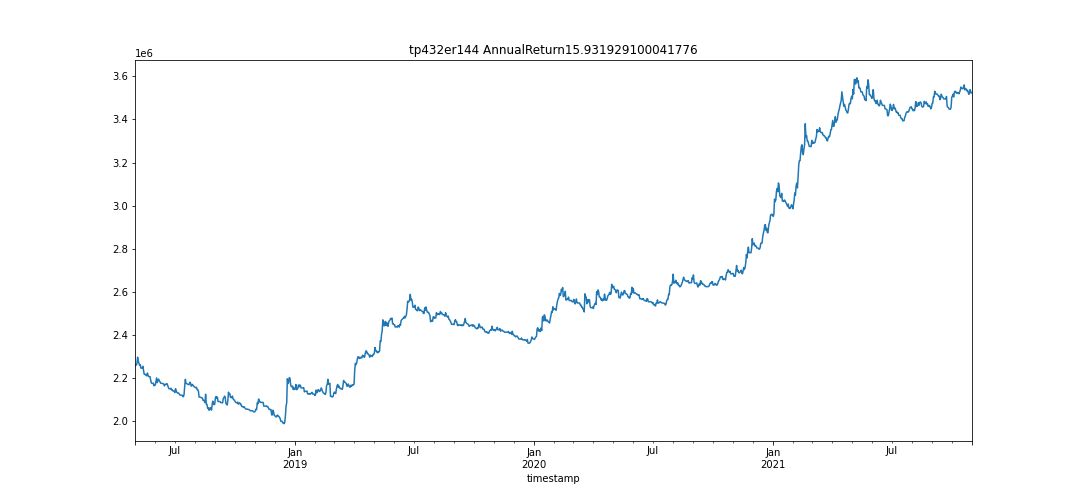 tp432er144 AnnualReturn15.931929100041776
1e6
3.6
3.4
3.2
3.0
2.8
2.6
2.4
2.2
2.0
Jul Jan Jul Jan Jul Jan Jul
2019 2020 2021
timestamp